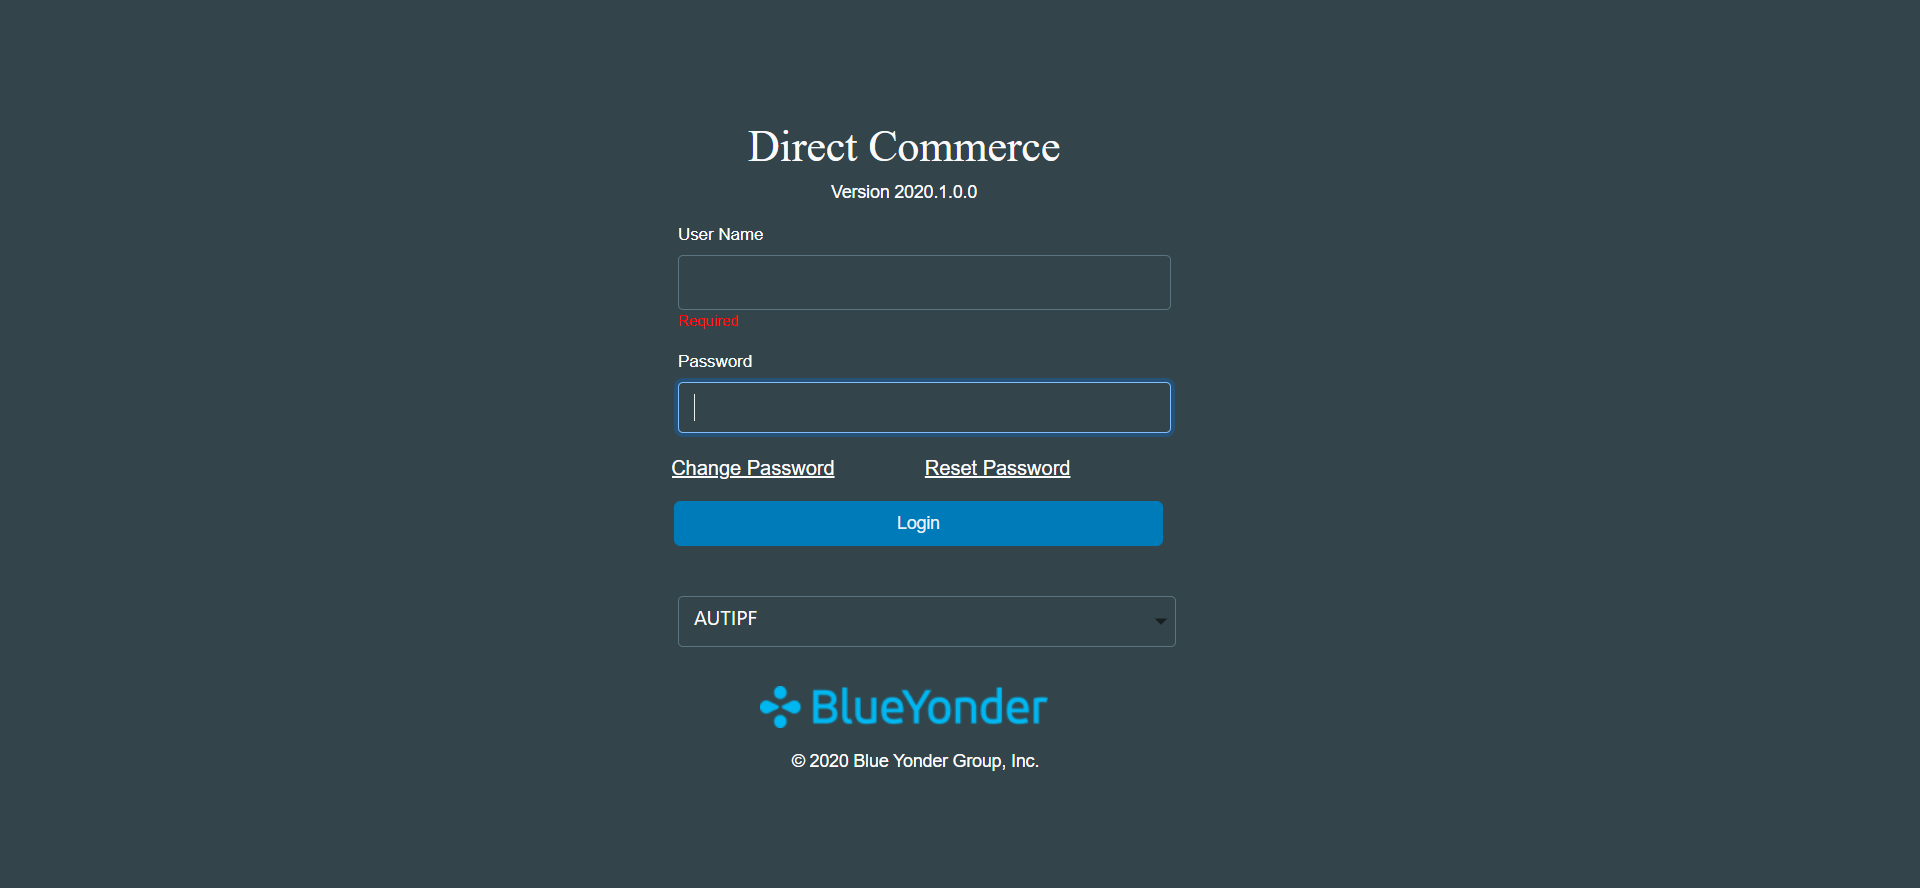 Direct Commerce
Version 2020.1.0.0
User Name
Required
Password
Change Password Reset Password
Login
AUTIPF
BlueYonder
© 2020 Blue Yonder Group, Inc.